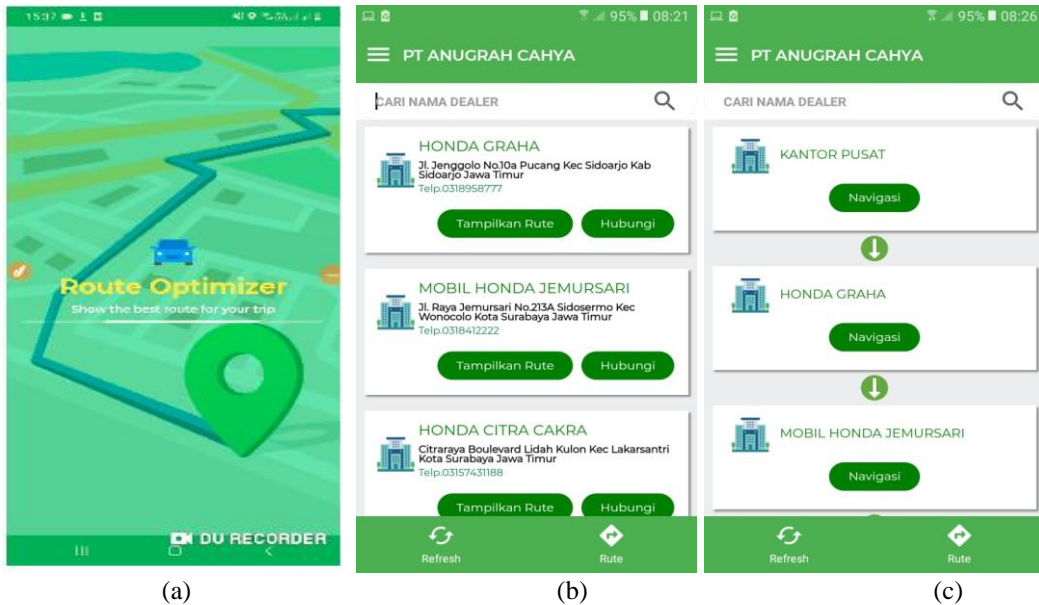 15:37
Route Optimizer
Show the best route for your trip
DU RECORDER
(a)
95% 08:21
PT ANUGRAH CAHYA
CARI NAMA DEALER
HONDA GRAHA
Jl. Jenggolo No.10a Pucang Kec Sidoarjo Kab
Sidoarjo Jawa Timur
Telp.0318958777
Tampilkan Rute Hubungi
MOBIL HONDA JEMURSARI
Jl. Raya Jemursari No.213A Sidosermo Kec
Wonocolo Kota Surabaya Jawa Timur
Telp.0318412222
Tampilkan Rute Hubungi
HONDA CITRA CAKRA
Citraraya Boulevard Lidah Kulon Kec Lakarsantri
Kota Surabaya Jawa Timur
Telp.03157431188
Tampilkan Rute Hubungi
Refresh Rute
(b)
95% 08:26
PT ANUGRAH CAHYA
CARI NAMA DEALER
KANTOR PUSAT
Navigasi
HONDA GRAHA
Navigasi
MOBIL HONDA JEMURSARI
Navigasi
Refresh Rute
(c)